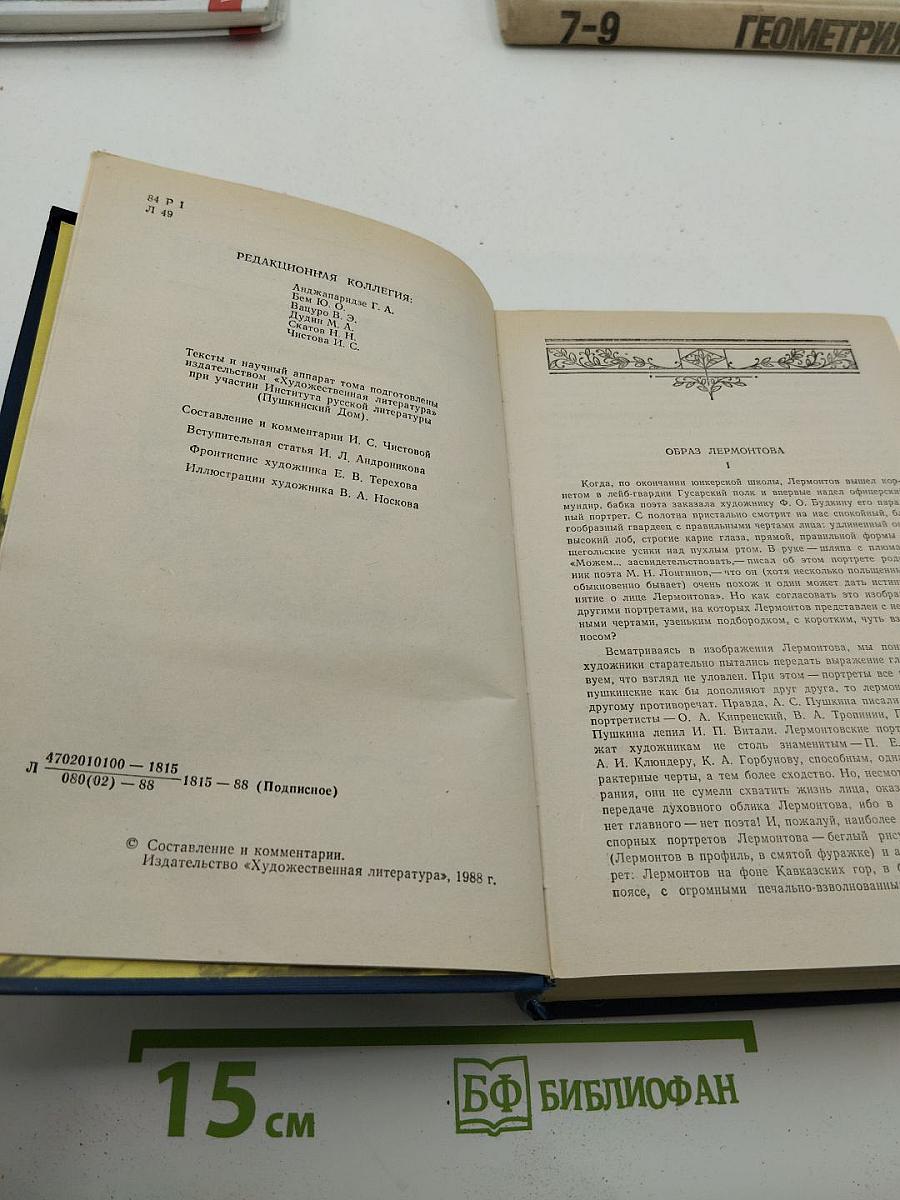 7-9 ГЕОМЕТРИЯ
84 Р 1
Л 49
РЕДАКЦИОННАЯ КОЛЛЕГИЯ:
Анджапаридзе Г. А.
Бем Ю. О.
Вацуро В. Э.
Дудин М. А.
Скатов Н. Н.
Чистова И. С.
Тексты и научный аппарат тома подготовлены
издательством «Художественная литература»
при участии Института русской литературы
(Пушкинский Дом).
Составление и комментарии И. С. Чистовой
Вступительная статья И. Л. Андроникова
Фронтиспис художника Е. В. Терехова
Иллюстрации художника В. А. Носкова
Л 4702010100 — 1815
080(02) — 88
1815 — 88 (Подписное)
© Составление и комментарии.
Издательство «Художественная литература», 1988 г.
ОБРАЗ ЛЕРМОНТОВА
I
Когда, по окончании юнкерской школы, Лермонтов вышел кор-
нетом в лейб-гвардии Гусарский полк и впервые надел офицерски
мундир, бабка поэта заказала художнику Ф. О. Будкину его пара
ный портрет. С полотна пристально смотрит на нас спокойный, бл
гообразный гвардеец с правильными чертами лица: удлиненный о
высокий лоб, строгие карие глаза, прямой, правильной формы
щегольские усики над пухлым ртом. В руке — шляпа с плюма
«Можем... засвидетельствовать,— писал об этом портрете род
ник поэта М. Н. Лонгинов,— что он (хотя несколько польщенн
обыкновенно бывает) очень похож и один может дать истин
нятие о лице Лермонтова». Но как согласовать это изобра
другими портретами, на которых Лермонтов представлен с не
ными чертами, узеньким подбородком, с коротким, чуть вз
носом?
Всматриваясь в изображения Лермонтова, мы пон
художники старательно пытались передать выражение гл
вуем, что взгляд не уловлен. При этом — портреты все
пушкинские как бы дополняют друг друга, то лермон
другому противоречат. Правда, А. С. Пушкина писали
портретисты — О. А. Кипренский, В. А. Тропинин, Г
Пушкина лепил И. П. Витали. Лермонтовские порт
жат художникам не столь знаменитым — П. Е.
А. И. Клюндеру, К. А. Горбунову, способным, одна
рактерные черты, а тем более сходство. Но, несмот
рания, они не сумели схватить жизнь лица, оказ
передаче духовного облика Лермонтова, ибо в
нет главного — нет поэта! И, пожалуй, наиболее
спорных портретов Лермонтова — беглый рису
(Лермонтов в профиль, в смятой фуражке) и а
рет: Лермонтов на фоне Кавказских гор, в б
поясе, с огромными печально-взволнованны
15 см
БФ БИБЛИОФАН